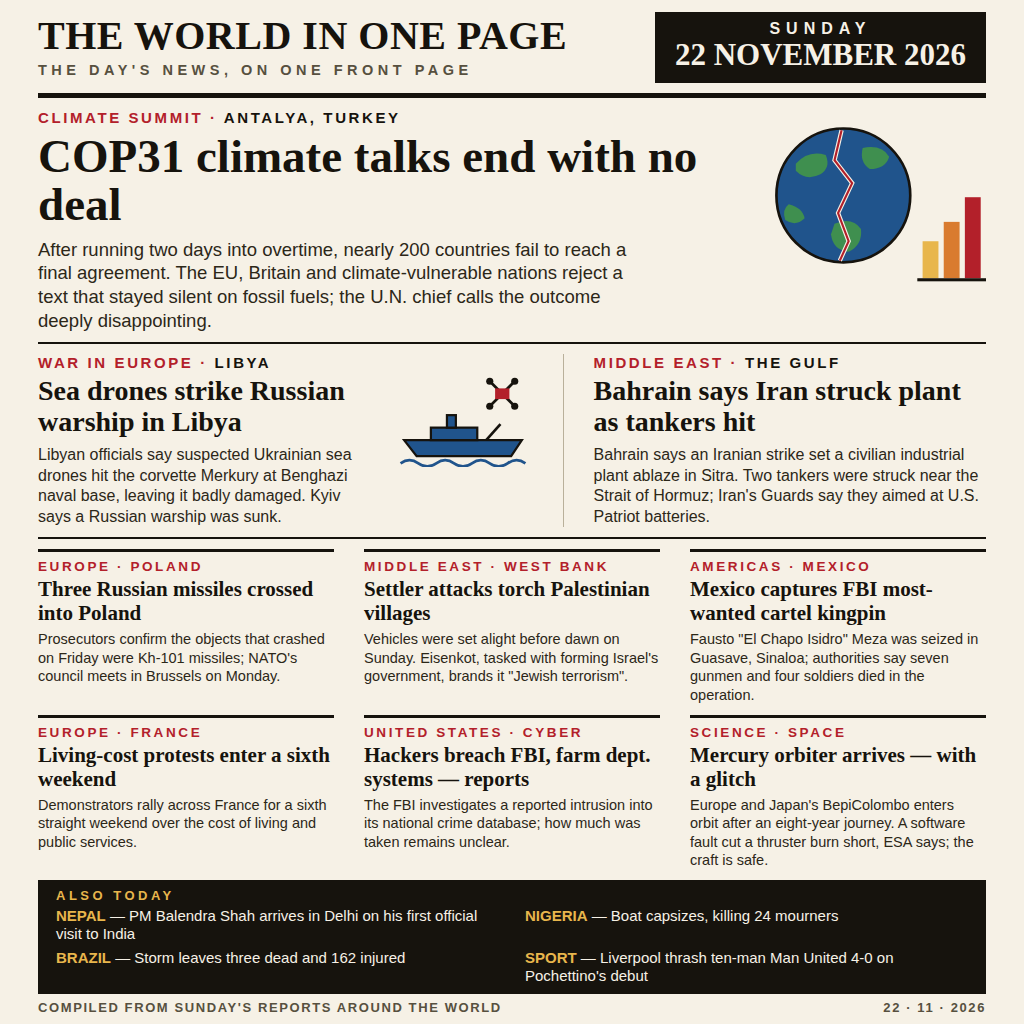 THE WORLD IN ONE PAGE
THE DAY'S NEWS, ON ONE FRONT PAGE
SUNDAY
22 NOVEMBER 2026
CLIMATE SUMMIT · ANTALYA, TURKEY
COP31 climate talks end with no
deal
After running two days into overtime, nearly 200 countries fail to reach a
final agreement. The EU, Britain and climate-vulnerable nations reject a
text that stayed silent on fossil fuels; the U.N. chief calls the outcome
deeply disappointing.
WAR IN EUROPE · LIBYA
Sea drones strike Russian
warship in Libya
Libyan officials say suspected Ukrainian sea
drones hit the corvette Merkury at Benghazi
naval base, leaving it badly damaged. Kyiv
says a Russian warship was sunk.
MIDDLE EAST · THE GULF
Bahrain says Iran struck plant
as tankers hit
Bahrain says an Iranian strike set a civilian industrial
plant ablaze in Sitra. Two tankers were struck near the
Strait of Hormuz; Iran's Guards say they aimed at U.S.
Patriot batteries.
EUROPE · POLAND
Three Russian missiles crossed
into Poland
Prosecutors confirm the objects that crashed
on Friday were Kh-101 missiles; NATO's
council meets in Brussels on Monday.
MIDDLE EAST · WEST BANK
Settler attacks torch Palestinian
villages
Vehicles were set alight before dawn on
Sunday. Eisenkot, tasked with forming Israel's
government, brands it "Jewish terrorism".
AMERICAS · MEXICO
Mexico captures FBI most-
wanted cartel kingpin
Fausto "El Chapo Isidro" Meza was seized in
Guasave, Sinaloa; authorities say seven
gunmen and four soldiers died in the
operation.
EUROPE · FRANCE
Living-cost protests enter a sixth
weekend
Demonstrators rally across France for a sixth
straight weekend over the cost of living and
public services.
UNITED STATES · CYBER
Hackers breach FBI, farm dept.
systems — reports
The FBI investigates a reported intrusion into
its national crime database; how much was
taken remains unclear.
SCIENCE · SPACE
Mercury orbiter arrives — with
a glitch
Europe and Japan's BepiColombo enters
orbit after an eight-year journey. A software
fault cut a thruster burn short, ESA says; the
craft is safe.
ALSO TODAY
NEPAL — PM Balendra Shah arrives in Delhi on his first official
visit to India
NIGERIA — Boat capsizes, killing 24 mourners
BRAZIL — Storm leaves three dead and 162 injured
SPORT — Liverpool thrash ten-man Man United 4-0 on
Pochettino's debut
COMPILED FROM SUNDAY'S REPORTS AROUND THE WORLD
22 · 11 · 2026